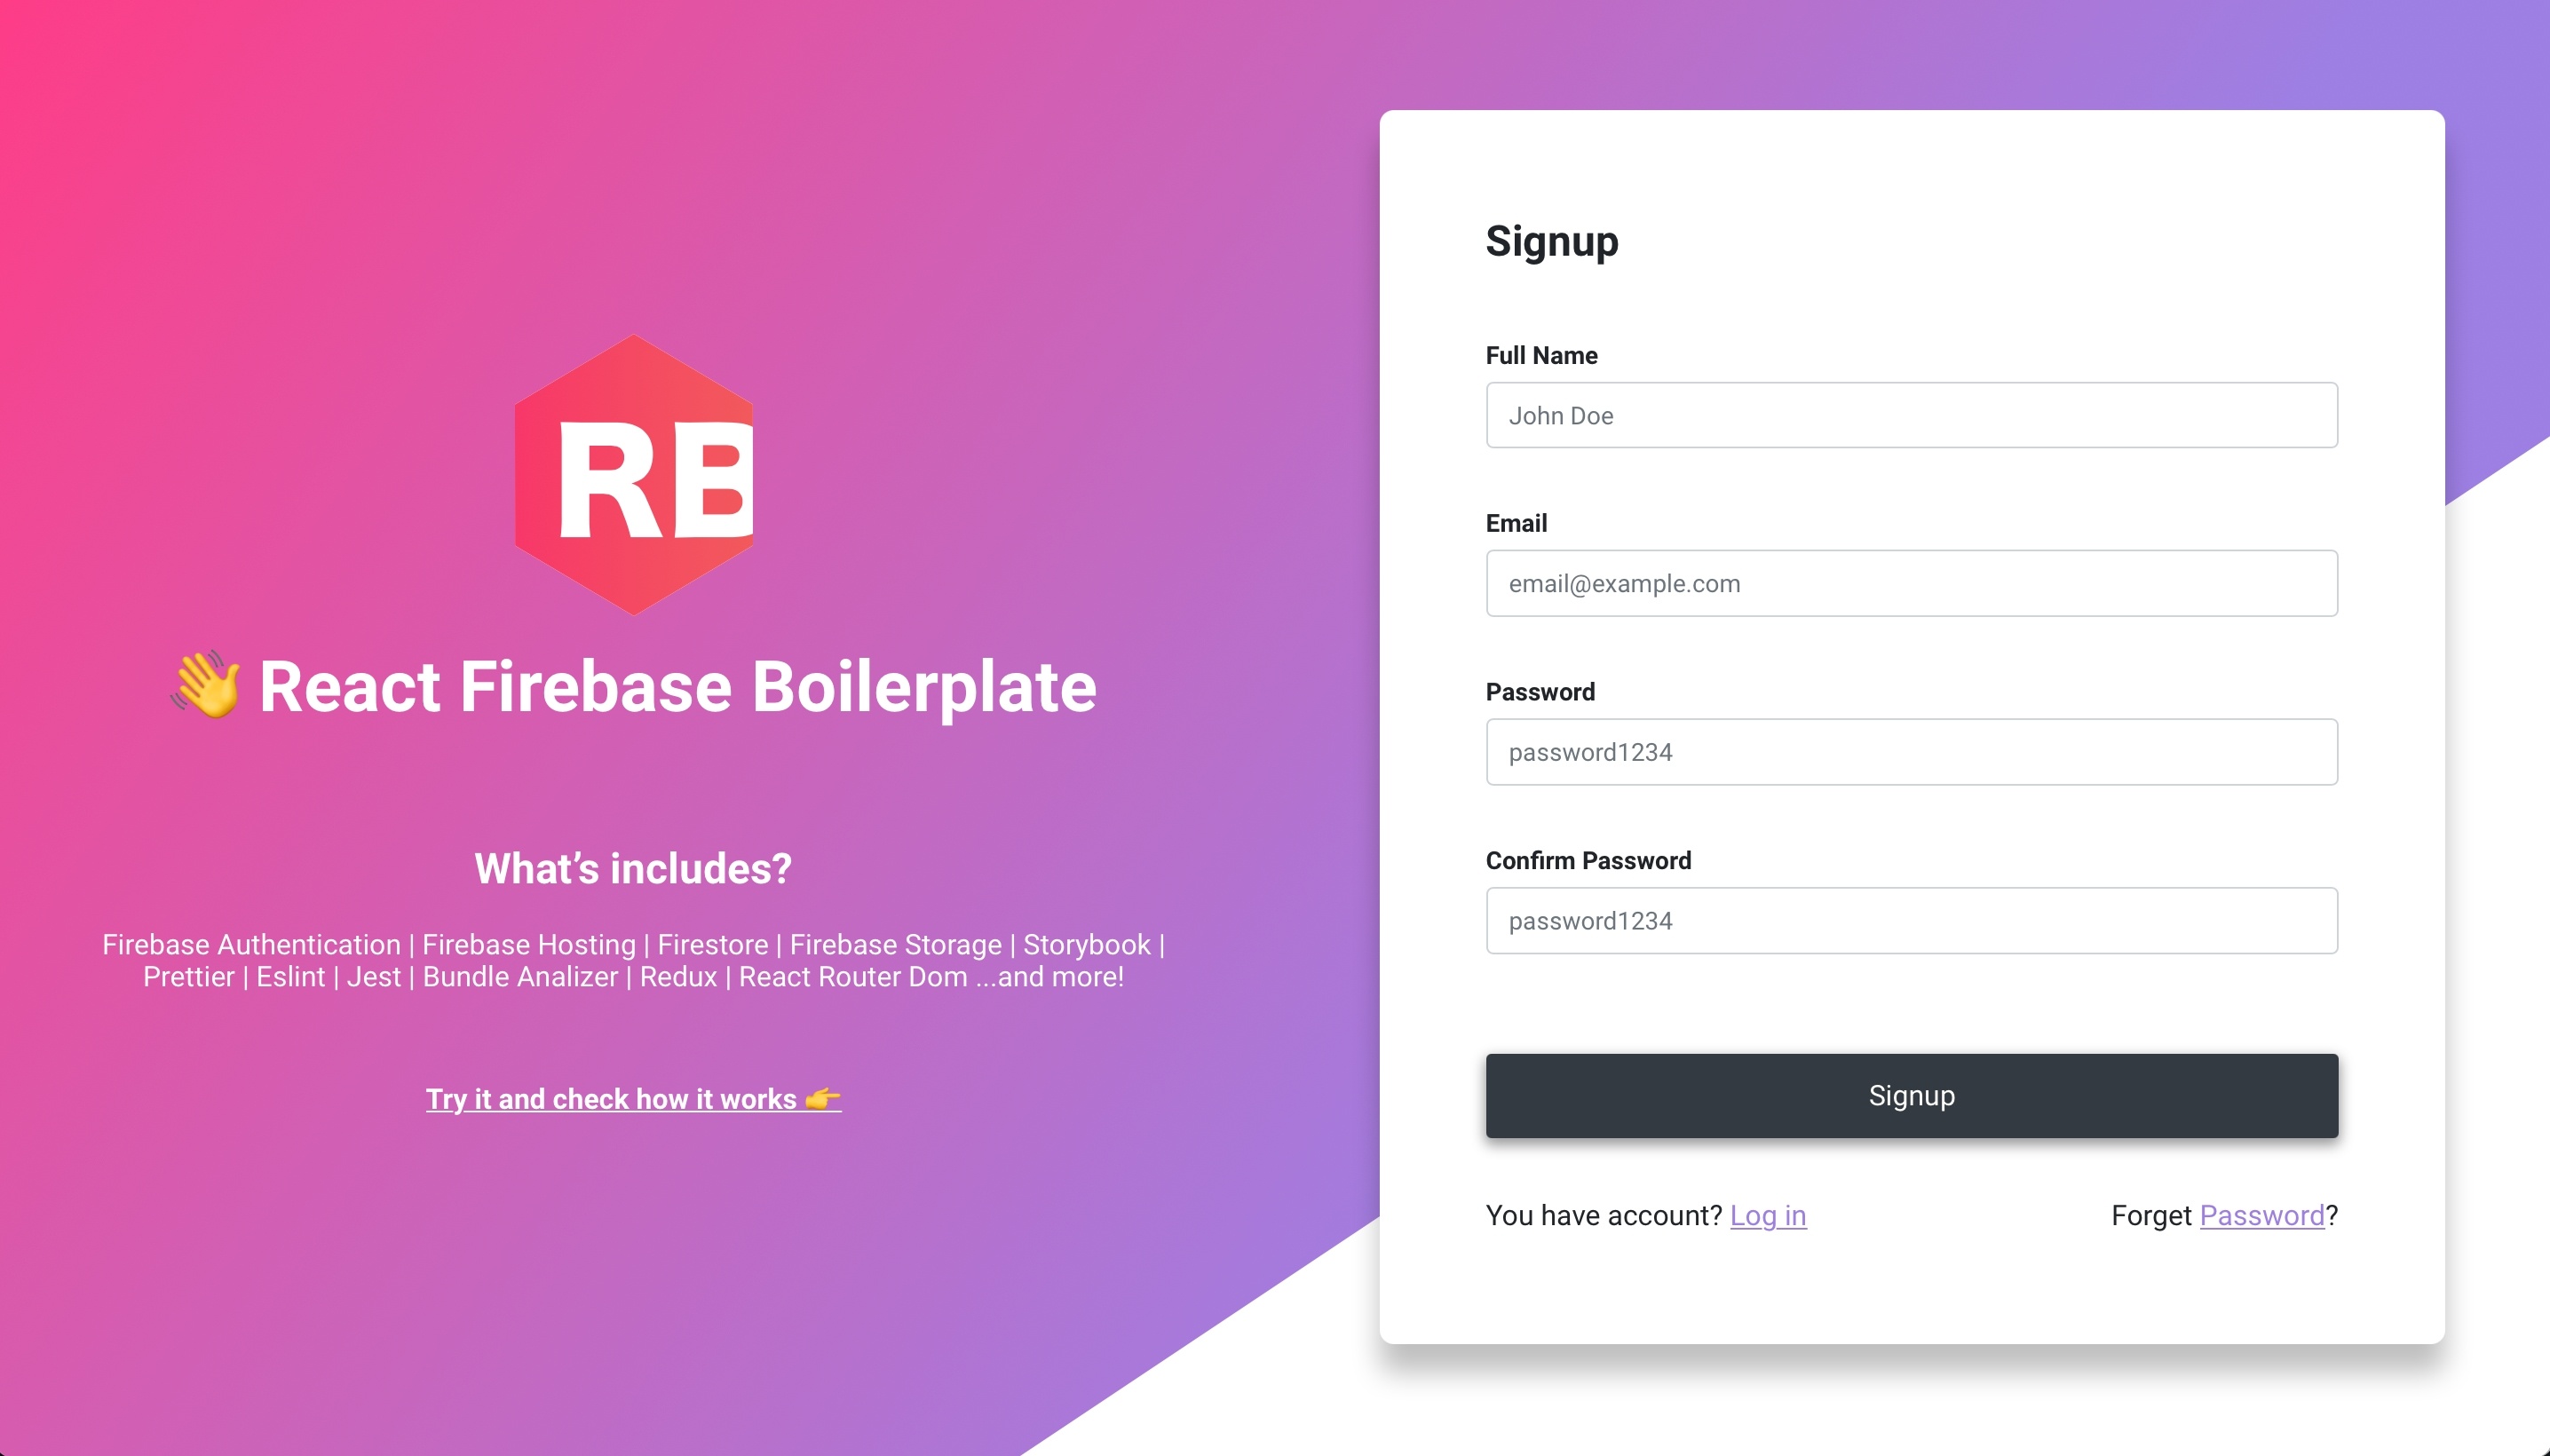 RB
👋 React Firebase Boilerplate
What’s includes?
Firebase Authentication | Firebase Hosting | Firestore | Firebase Storage | Storybook |
Prettier | Eslint | Jest | Bundle Analizer | Redux | React Router Dom ...and more!
Try it and check how it works 👉
Signup
Full Name
John Doe
Email
email@example.com
Password
password1234
Confirm Password
password1234
Signup
You have account? Log in
Forget Password?